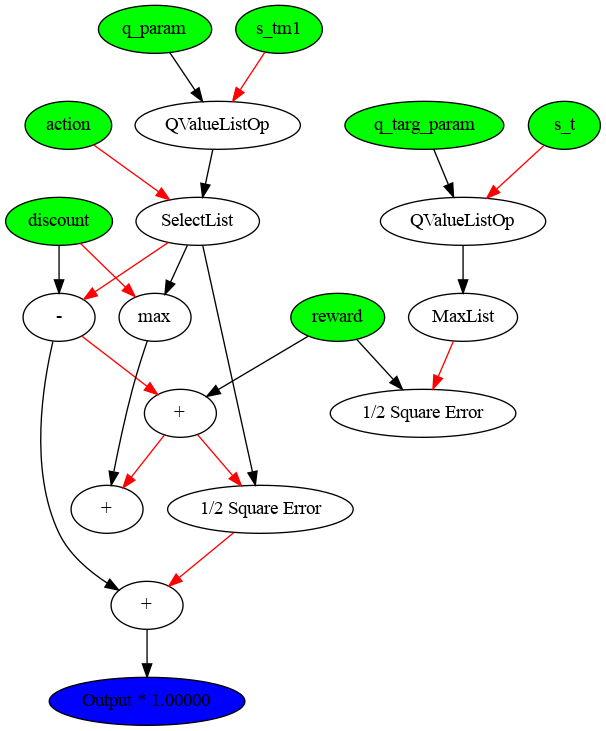 q_param
s_tm1
action
QValueListOp
q_targ_param
s_t
discount
SelectList
QValueListOp
-
max
reward
MaxList
+
1/2 Square Error
+
1/2 Square Error
+
Output * 1.00000